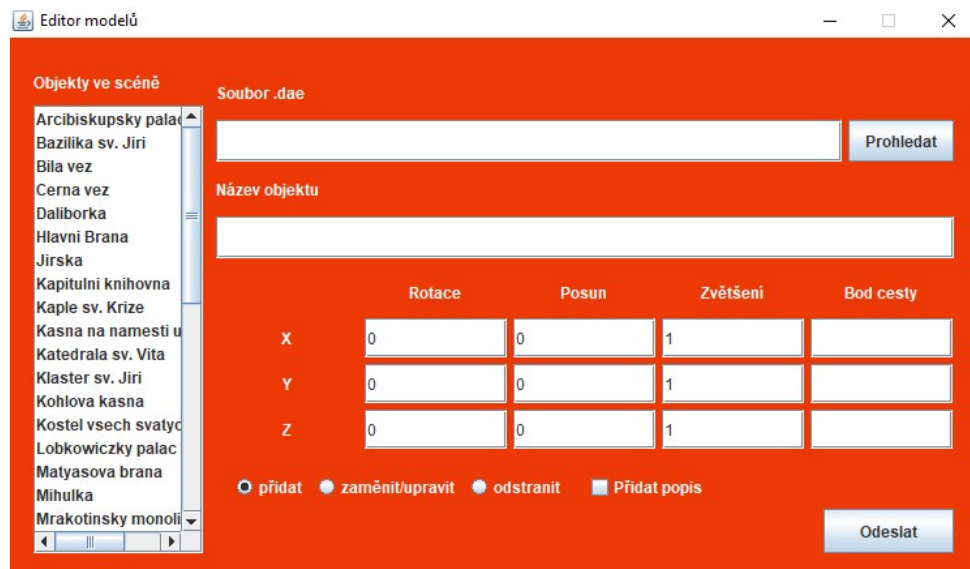 Editor modelů
Objekty ve scéně
Arcibiskupsky palac
Bazilika sv. Jiri
Bila vez
Cerna vez
Daliborka
Hlavni Brana
Jirska
Kapitulni knihovna
Kaple sv. Krize
Kasna na namesti u
Katedrala sv. Vita
Klaster sv. Jiri
Kohlova kasna
Kostel vsech svatyc
Lobkowiczky palac
Matyasova brana
Mihulka
Mrakotinsky monoli
Soubor .dae
Prohledat
Název objektu
Rotace Posun Zvětšení Bod cesty
X 0 0 1
Y 0 0 1
Z 0 0 1
přidat zaměnit/upravit odstranit Přidat popis
Odeslat